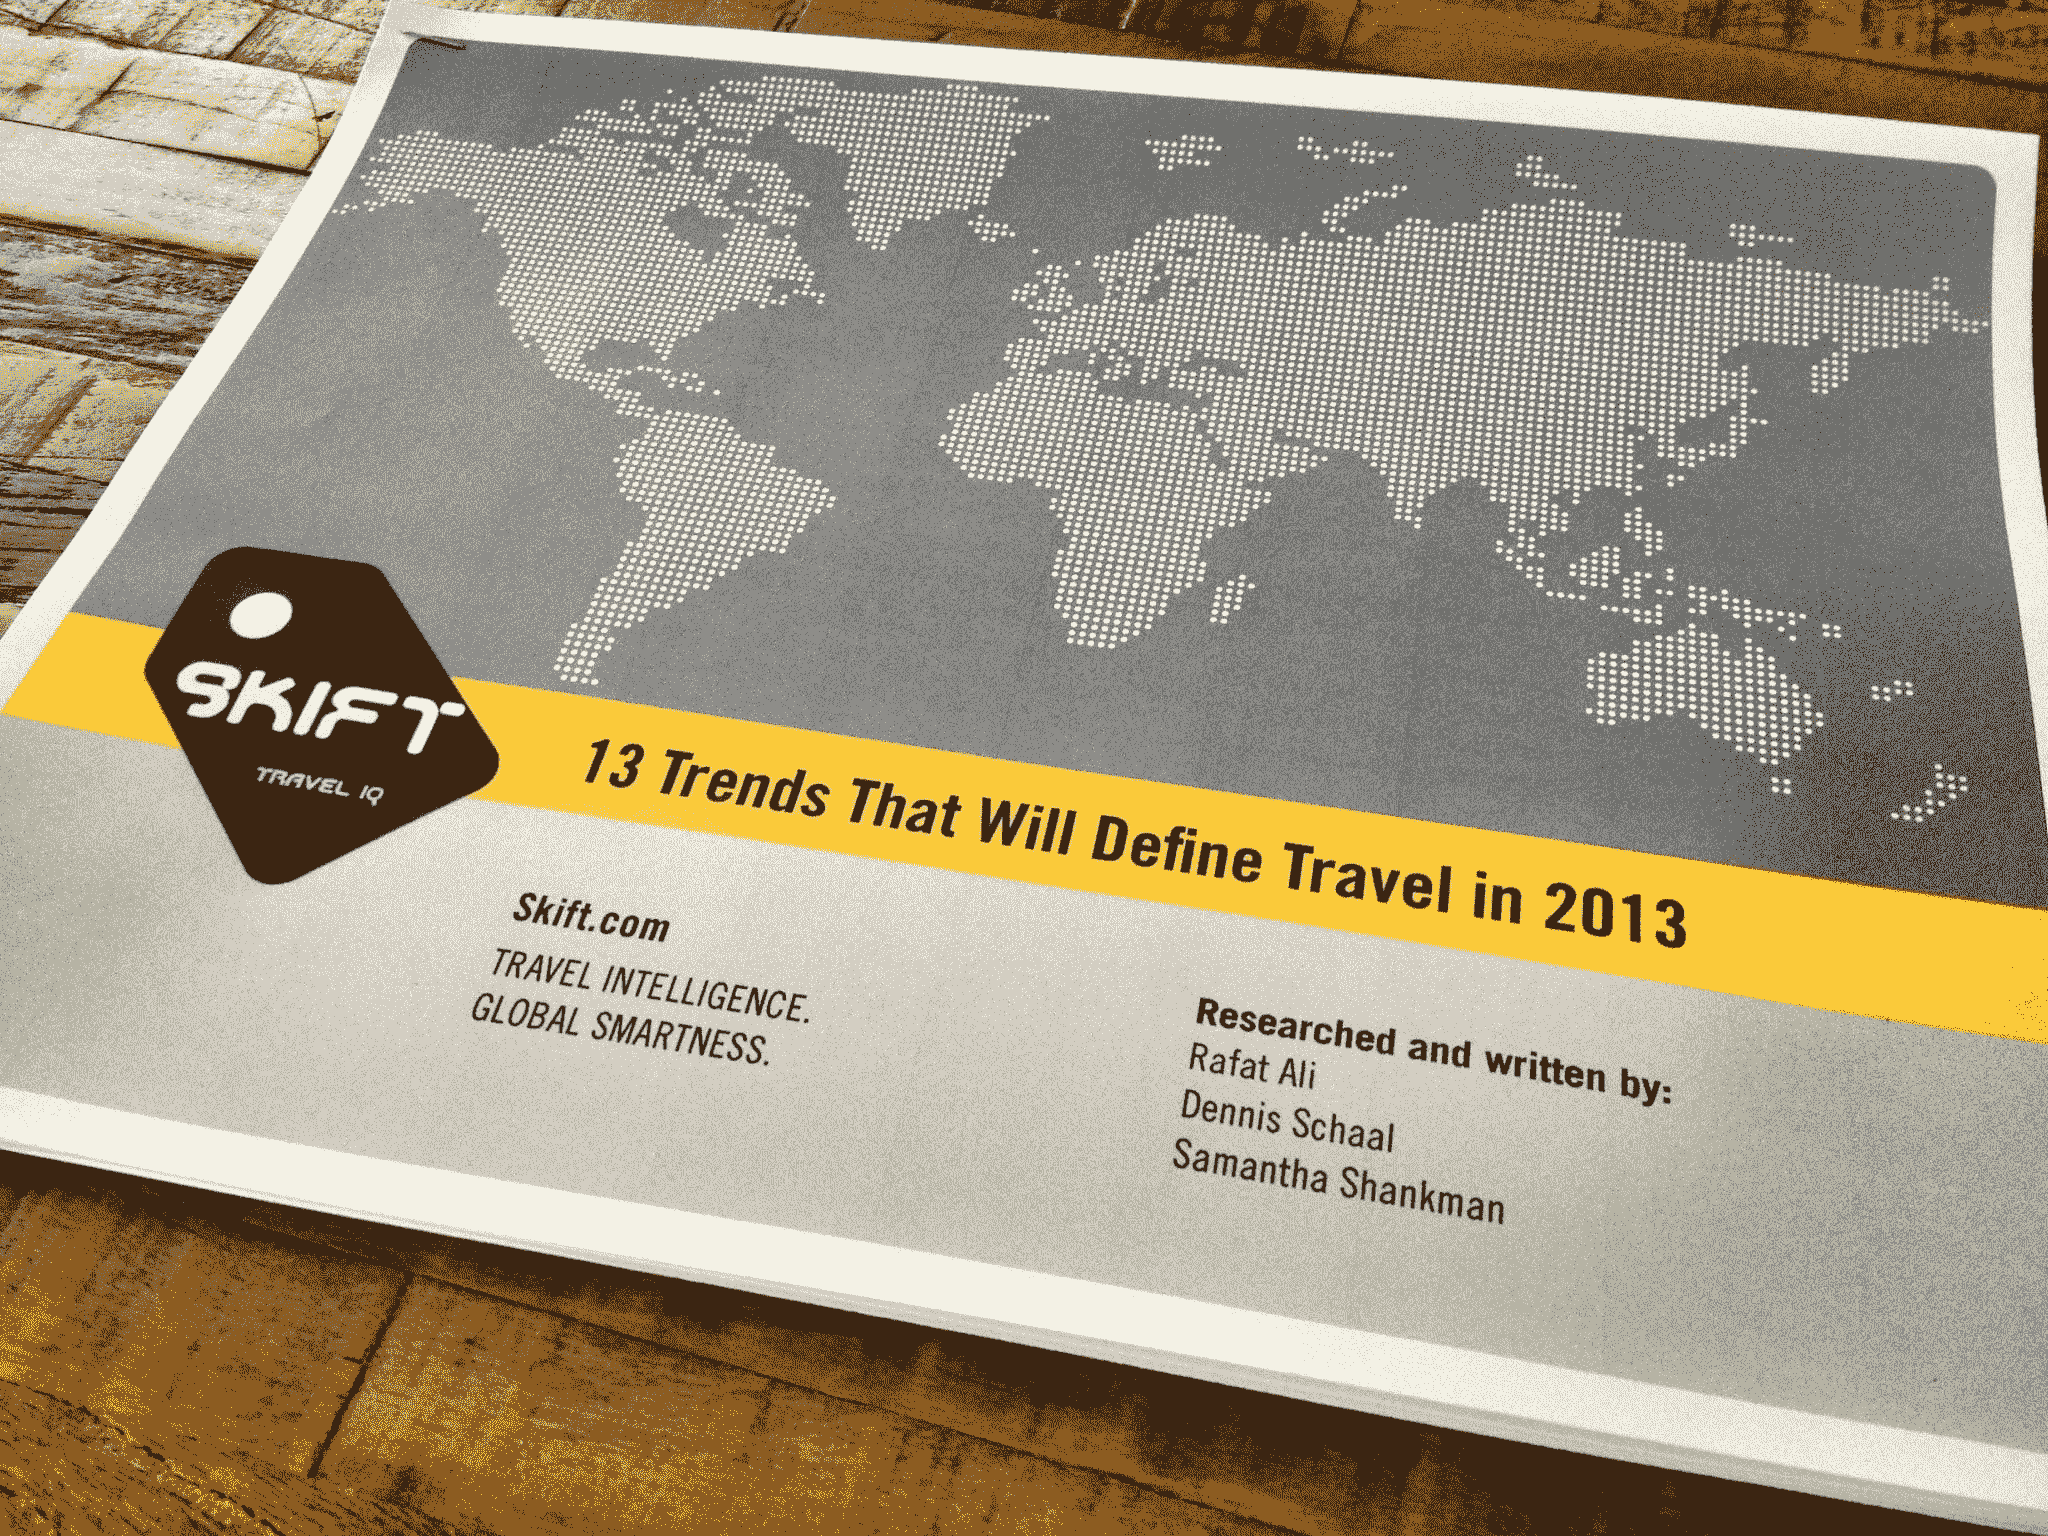 SKIFT
TRAVEL IQ
13 Trends That Will Define Travel in 2013
Skift.com
TRAVEL INTELLIGENCE.
GLOBAL SMARTNESS.
Researched and written by:
Rafat Ali
Dennis Schaal
Samantha Shankman